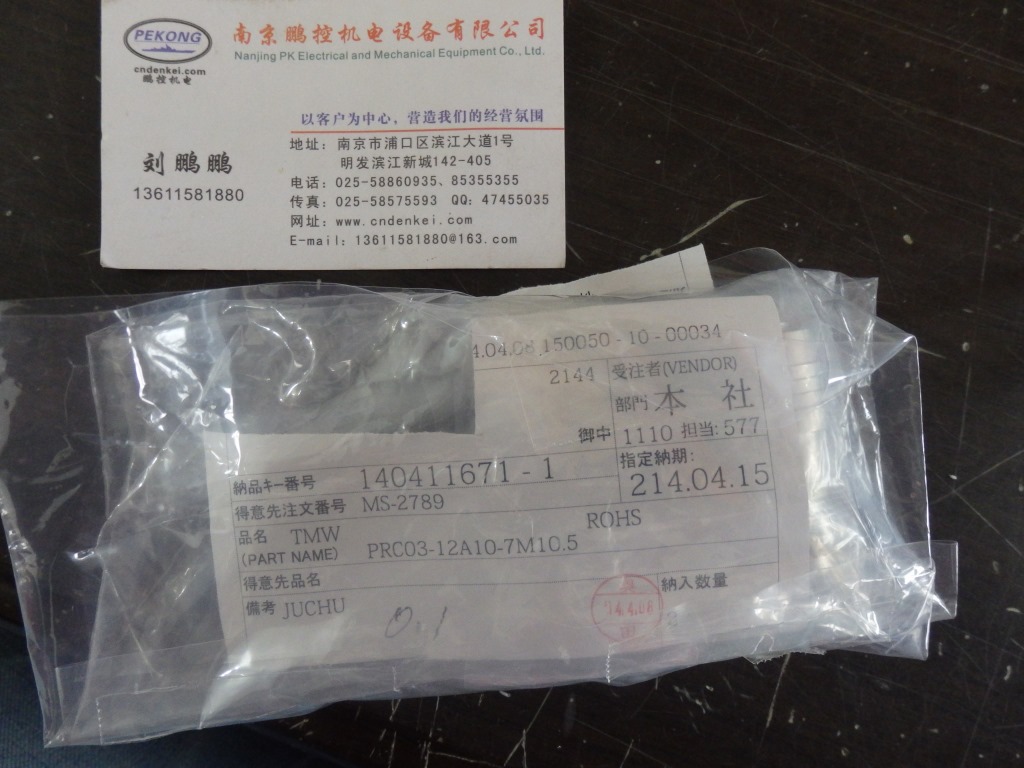 PEKONG
cndenkei.com
鹏控机电
南京鹏控机电设备有限公司
Nanjing PK Electrical and Mechanical Equipment Co., Ltd.
以客户为中心，营造我们的经营氛围
刘鹏鹏
13611581880
地址：南京市浦口区滨江大道1号
明发滨江新城142-405
电话：025-58860935、85355355
传真：025-58575593 QQ：47455035
网址：www.cndenkei.com
E-mail：13611581880@163.com
4.04.08 150050-10-00034
2144 受注者(VENDOR)
部門 本 社
御中 1110 担当:577
納品キー番号 140411671-1
指定納期:
214.04.15
得意先注文番号 MS-2789
品名 TMW ROHS
(PART NAME) PRC03-12A10-7M10.5
得意先品名
備考 JUCHU
納入数量
0.1
14.4.08